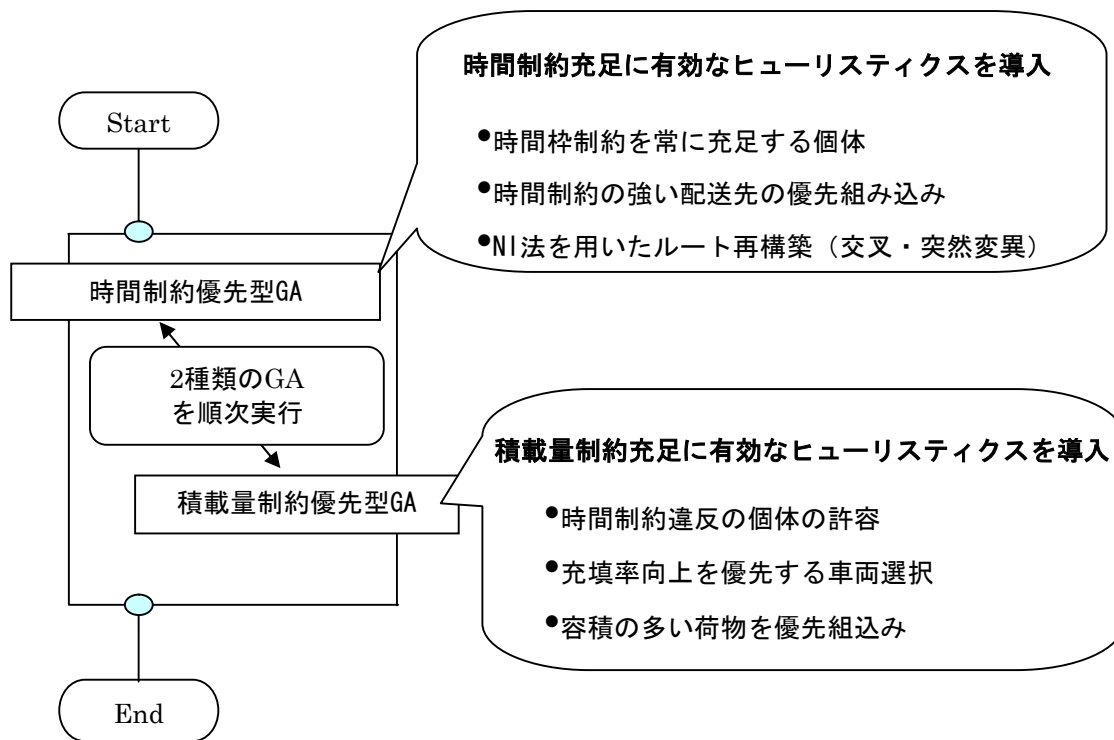 時間制約充足に有効なヒューリスティクスを導入
●時間枠制約を常に充足する個体
●時間制約の強い配送先の優先組み込み
●NI法を用いたルート再構築（交叉・突然変異）
Start
時間制約優先型GA
2種類のGA
を順次実行
積載量制約優先型GA
積載量制約充足に有効なヒューリスティクスを導入
●時間制約違反の個体の許容
●充填率向上を優先する車両選択
●容積の多い荷物を優先組込み
End